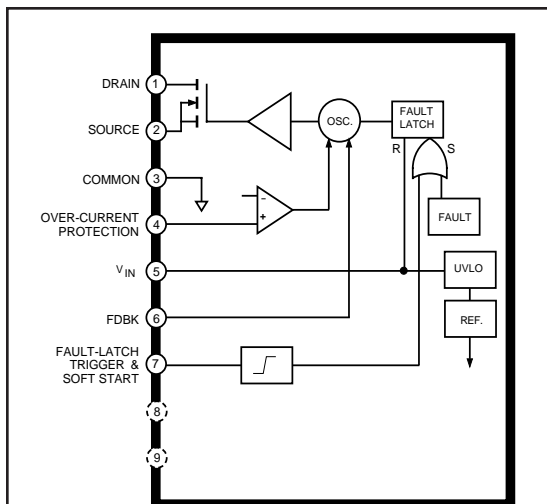 DRAIN
1
SOURCE
2
COMMON
3
OVER-CURRENT
PROTECTION
4
V IN
5
FDBK
6
FAULT-LATCH
TRIGGER &
SOFT START
7
8
9
OSC.
FAULT
LATCH
R
S
−
+
FAULT
UVLO
REF.